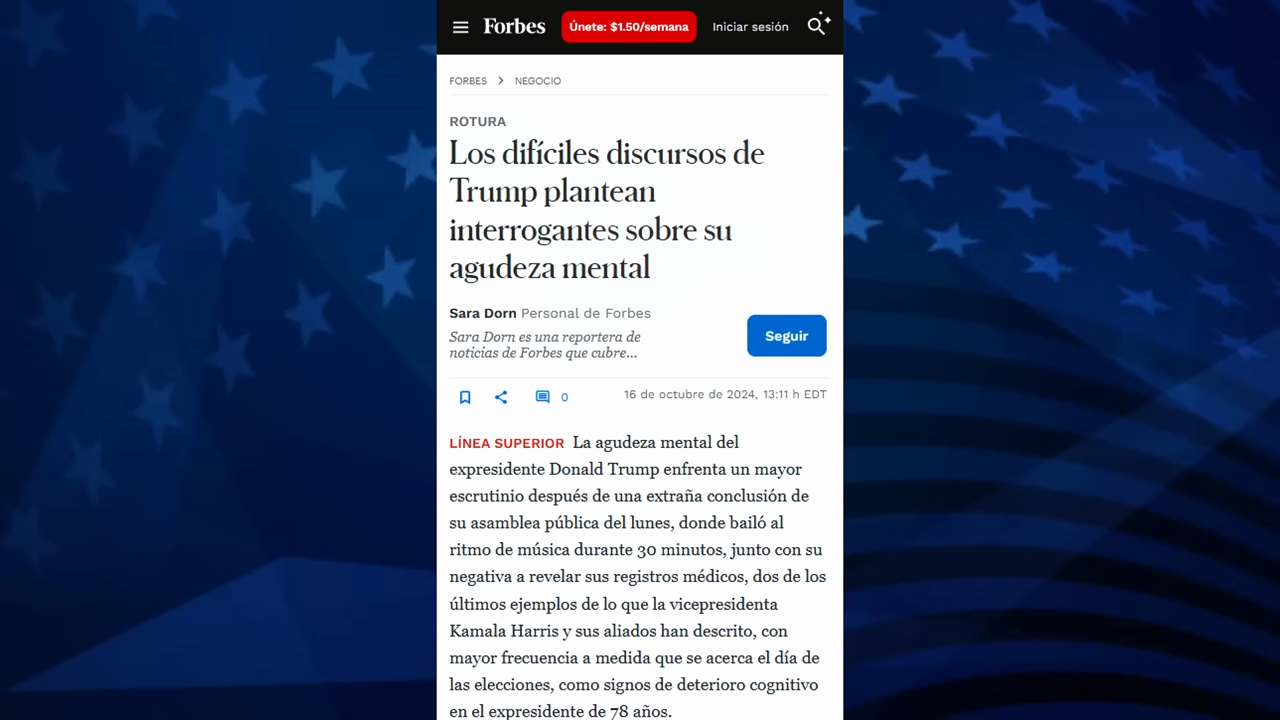 Forbes
Únete: $1.50/semana
Iniciar sesión
FORBES > NEGOCIO
ROTURA
Los difíciles discursos de
Trump plantean
interrogantes sobre su
agudeza mental
Sara Dorn Personal de Forbes
Sara Dorn es una reportera de
noticias de Forbes que cubre...
Seguir
0
16 de octubre de 2024, 13:11 h EDT
LÍNEA SUPERIOR La agudeza mental del
expresidente Donald Trump enfrenta un mayor
escrutinio después de una extraña conclusión de
su asamblea pública del lunes, donde bailó al
ritmo de música durante 30 minutos, junto con su
negativa a revelar sus registros médicos, dos de los
últimos ejemplos de lo que la vicepresidenta
Kamala Harris y sus aliados han descrito, con
mayor frecuencia a medida que se acerca el día de
las elecciones, como signos de deterioro cognitivo
en el expresidente de 78 años.